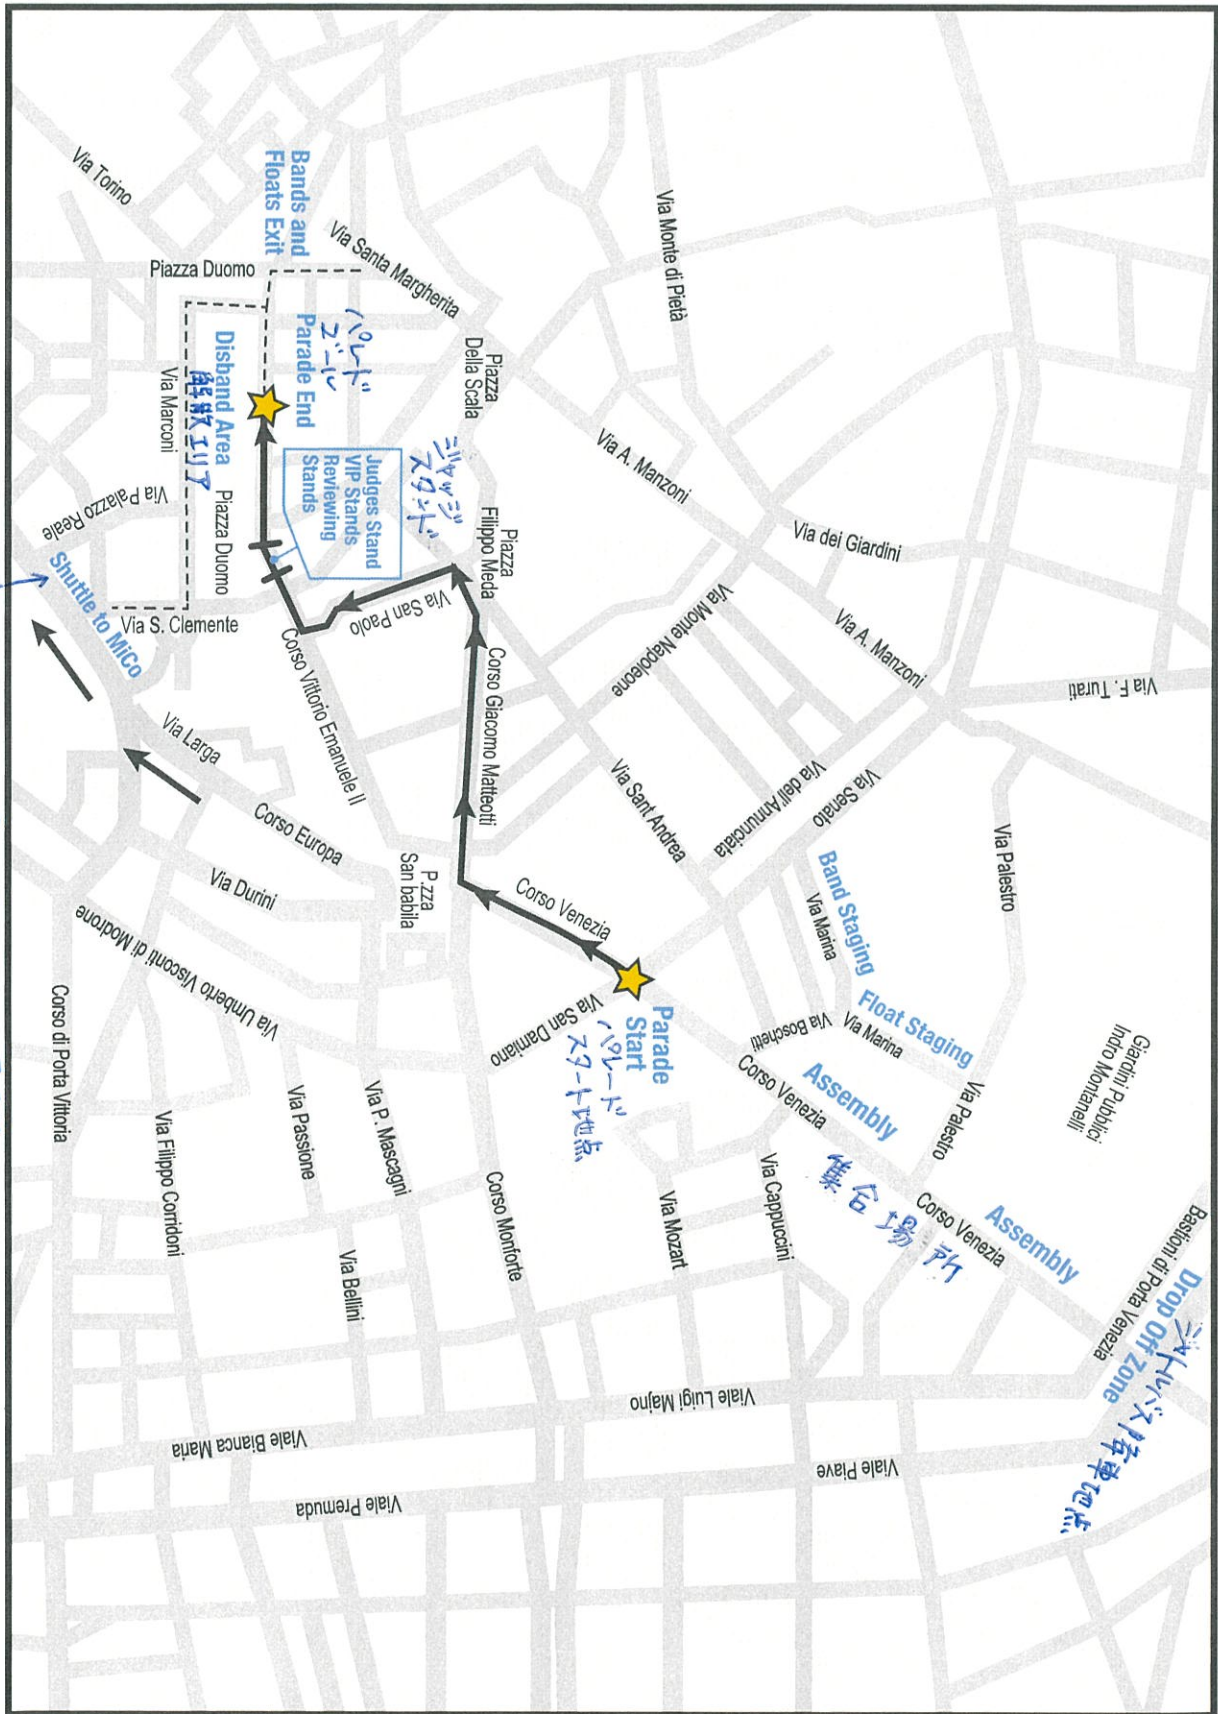 Via Torino
Bands and
Floats Exit
Via Santa Margherita
Piazza Duomo
Via Monte di Pietà
パレード
ゴール
Parade End
Disband Area
解散エリア
Via Marconi
Piazza
Della Scala
Judges Stand
VIP Stands
Reviewing
Stands
ジャッジ
スタンド
Via A. Manzoni
Via dei Giardini
Via Palazzo Reale
Piazza Duomo
Piazza
Filippo Meda
Shuttle to MiCo
Via S. Clemente
Via San Paolo
Via Monte Napoleone
Via A. Manzoni
Via F. Turati
Corso Vittorio Emanuele II
Corso Giacomo Matteotti
Via Larga
Corso Europa
Via Sant Andrea
Via dell'Annunciata
Via Senato
Via Palestro
Via Durini
P.zza
San babila
Corso Venezia
Band Staging
Via Marina
Via Umberto Visconti di Modrone
Corso di Porta Vittoria
Via San Damiano
Parade
Start
パレード
スタート地点
Float Staging
Via Marina
Via Boschetti
Giardini Pubblici
Indro Montanelli
Corso Venezia
Assembly
Via Palestro
集合場所
Via Filippo Corridoni
Via Passione
Via P. Mascagni
Via Bellini
Corso Monforte
Via Mozart
Via Cappuccini
Corso Venezia
Assembly
Bastioni di Porta Venezia
Drop Off Zone
シャトルバス停車地点
Viale Bianca Maria
Viale Luigi Majno
Viale Premuda
Viale Piave